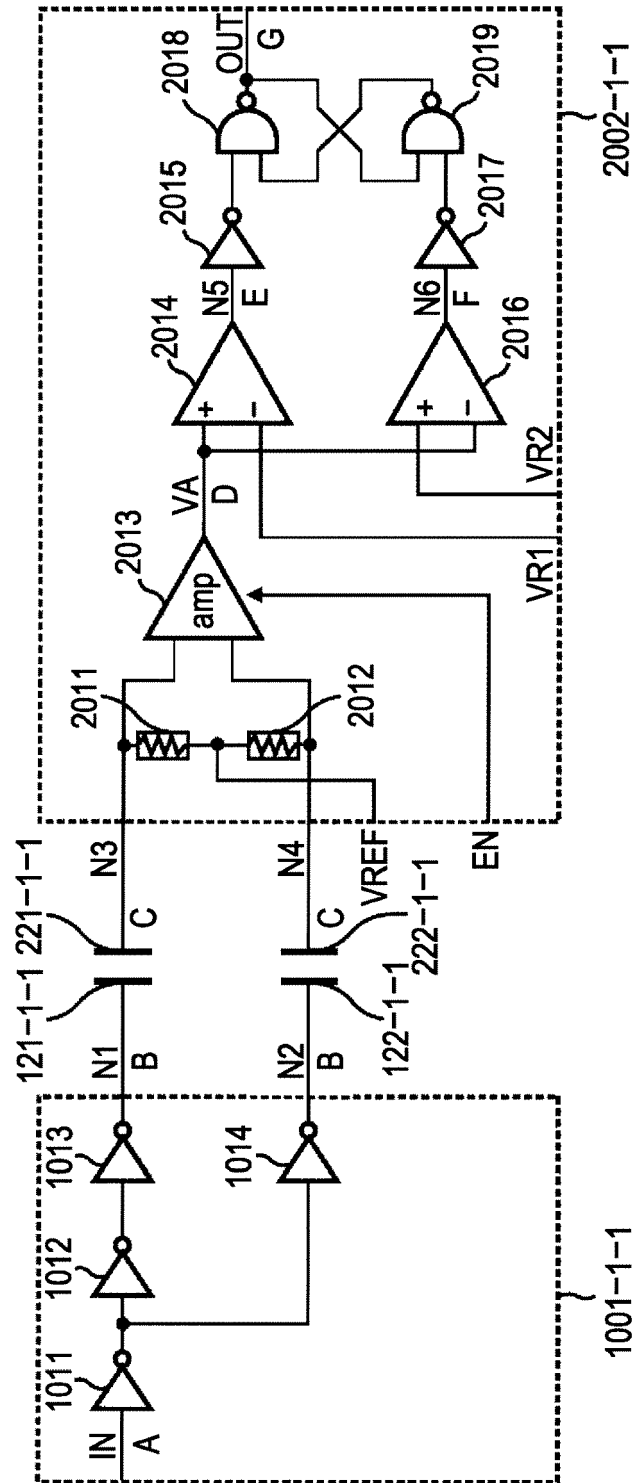 IN
A
1011
1012
1013
1014
1001-1-1
N1
B
N2
B
121-1-1
221-1-1
122-1-1
222-1-1
N3
C
N4
C
VREF
EN
2011
2012
2013
amp
VA
D
VR1
VR2
2014
+
−
2016
+
−
N5
E
N6
F
2015
2017
2018
2019
OUT
G
2002-1-1